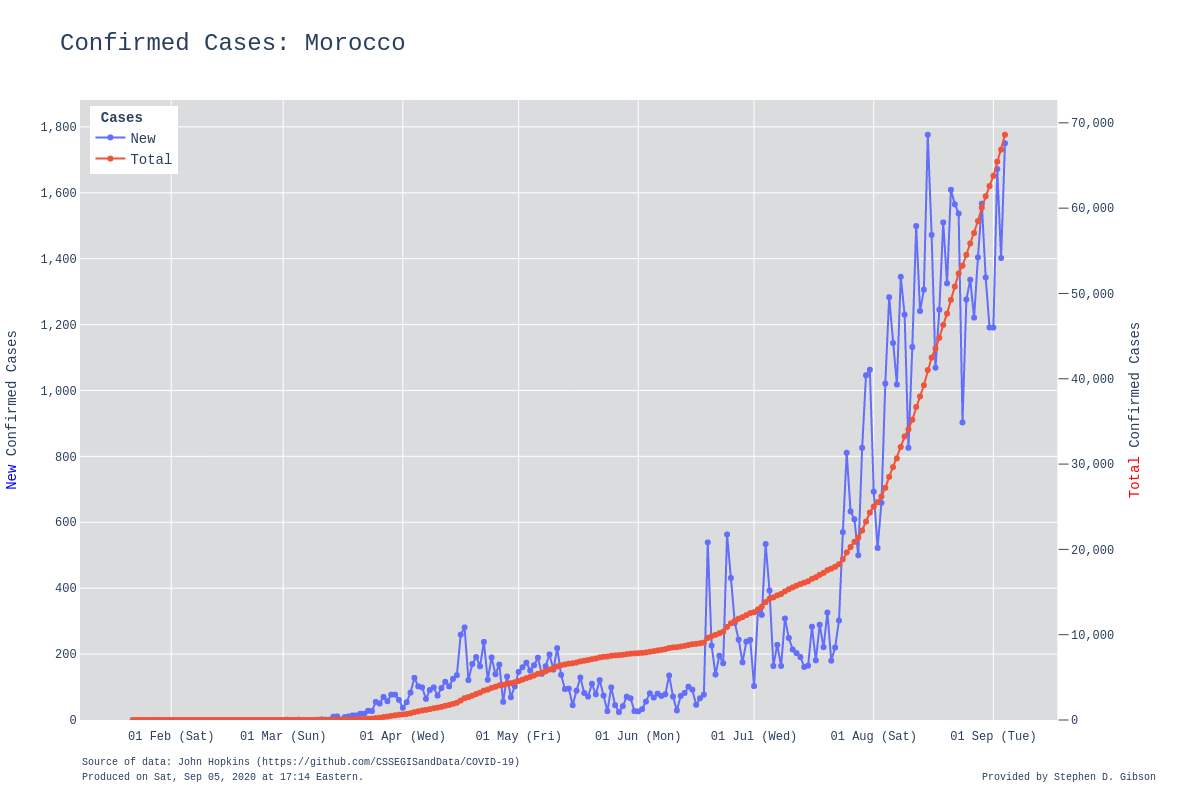 Confirmed Cases: Morocco
Cases
New
Total
1,800
1,600
1,400
1,200
1,000
800
600
400
200
0
70,000
60,000
50,000
40,000
30,000
20,000
10,000
0
New Confirmed Cases
Total Confirmed Cases
01 Feb (Sat)
01 Mar (Sun)
01 Apr (Wed)
01 May (Fri)
01 Jun (Mon)
01 Jul (Wed)
01 Aug (Sat)
01 Sep (Tue)
Source of data: John Hopkins (https://github.com/CSSEGISandData/COVID-19)
Produced on Sat, Sep 05, 2020 at 17:14 Eastern.
Provided by Stephen D. Gibson